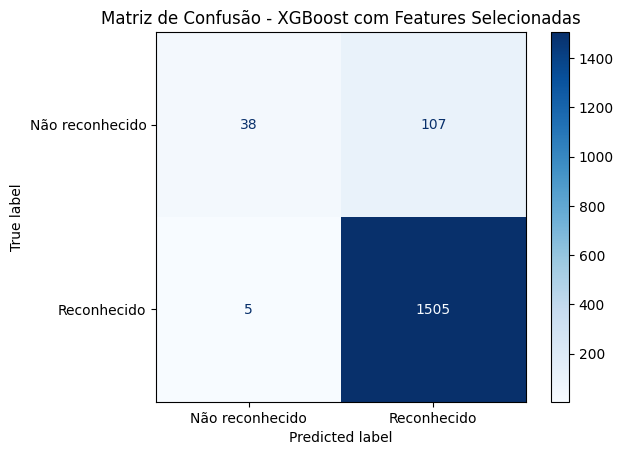 Matriz de Confusão - XGBoost com Features Selecionadas
True label
Não reconhecido
38
107
Reconhecido
5
1505
Não reconhecido
Reconhecido
Predicted label
1400
1200
1000
800
600
400
200